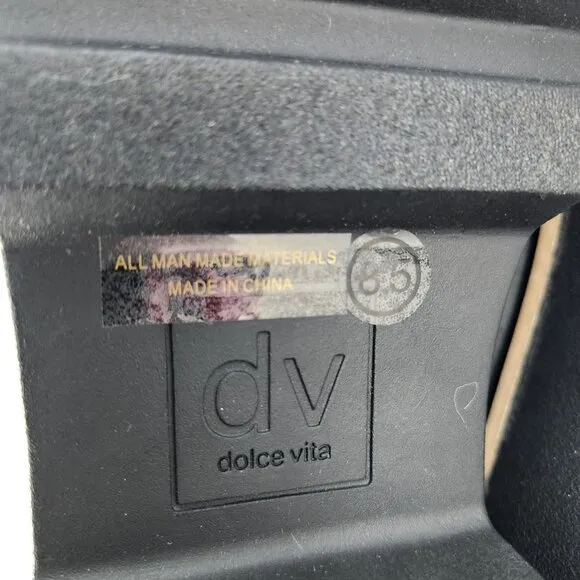 ALL MAN MADE MATERIALS
MADE IN CHINA
8.5
dv
dolce vita